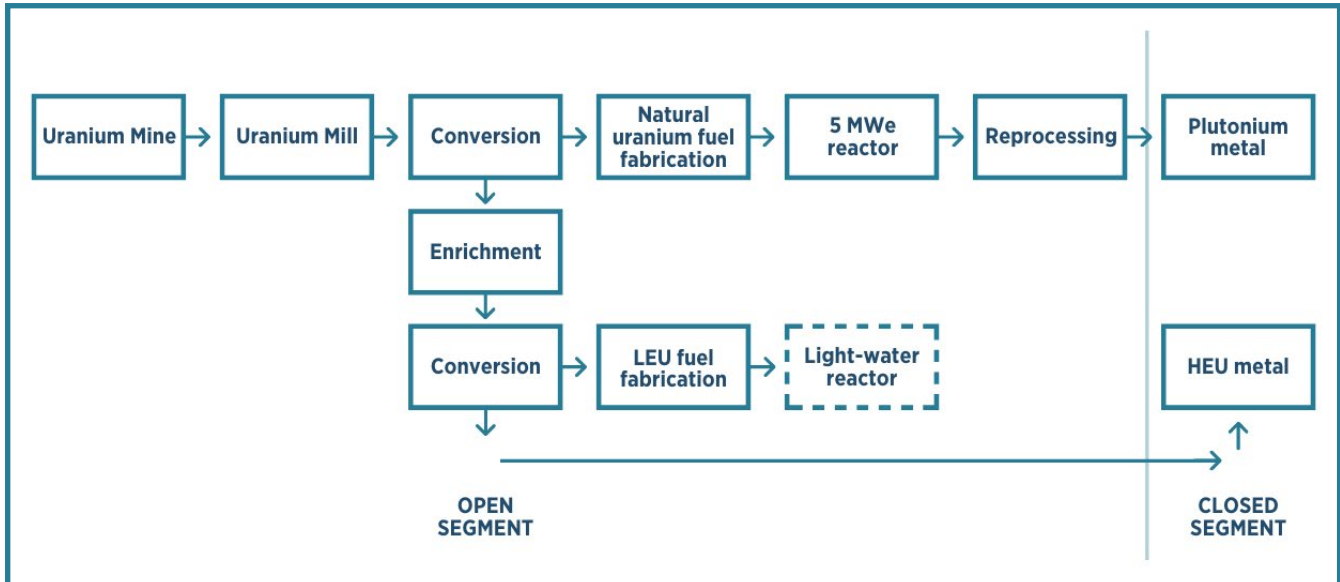 Uranium Mine
Uranium Mill
Conversion
Natural
uranium fuel
fabrication
5 MWe
reactor
Reprocessing
Plutonium
metal
Enrichment
Conversion
LEU fuel
fabrication
Light-water
reactor
HEU metal
OPEN
SEGMENT
CLOSED
SEGMENT